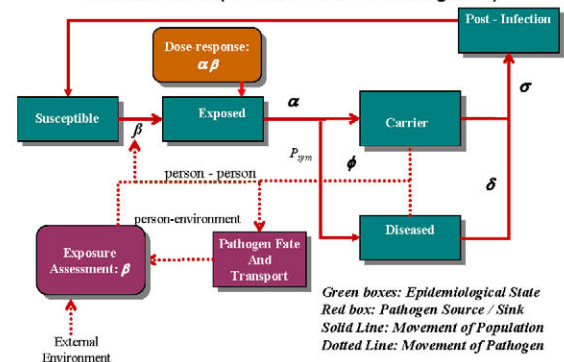 Post - Infection
Dose-response:
α β
σ
Susceptible
β
Exposed
α
Carrier
P sym
ϕ
person - person
δ
person-environment
Exposure
Assessment: β
Pathogen Fate
And
Transport
Diseased
Green boxes: Epidemiological State
Red box: Pathogen Source / Sink
Solid Line: Movement of Population
Dotted Line: Movement of Pathogen
External
Environment